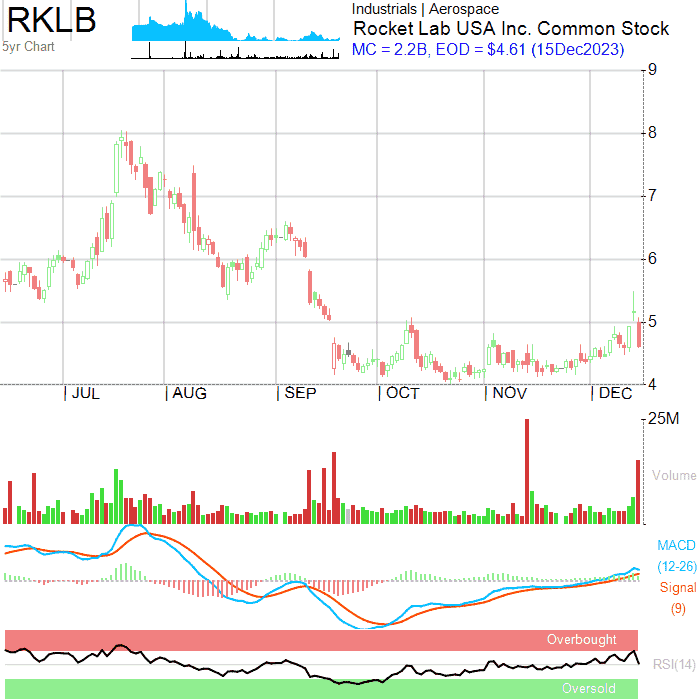 RKLB
5yr Chart
Industrials | Aerospace
Rocket Lab USA Inc. Common Stock
MC = 2.2B, EOD = $4.61 (15Dec2023)
9
8
7
6
5
4
| JUL | AUG | SEP | OCT | NOV | DEC
25M
Volume
MACD
(12-26)
Signal
(9)
Overbought
RSI(14)
Oversold